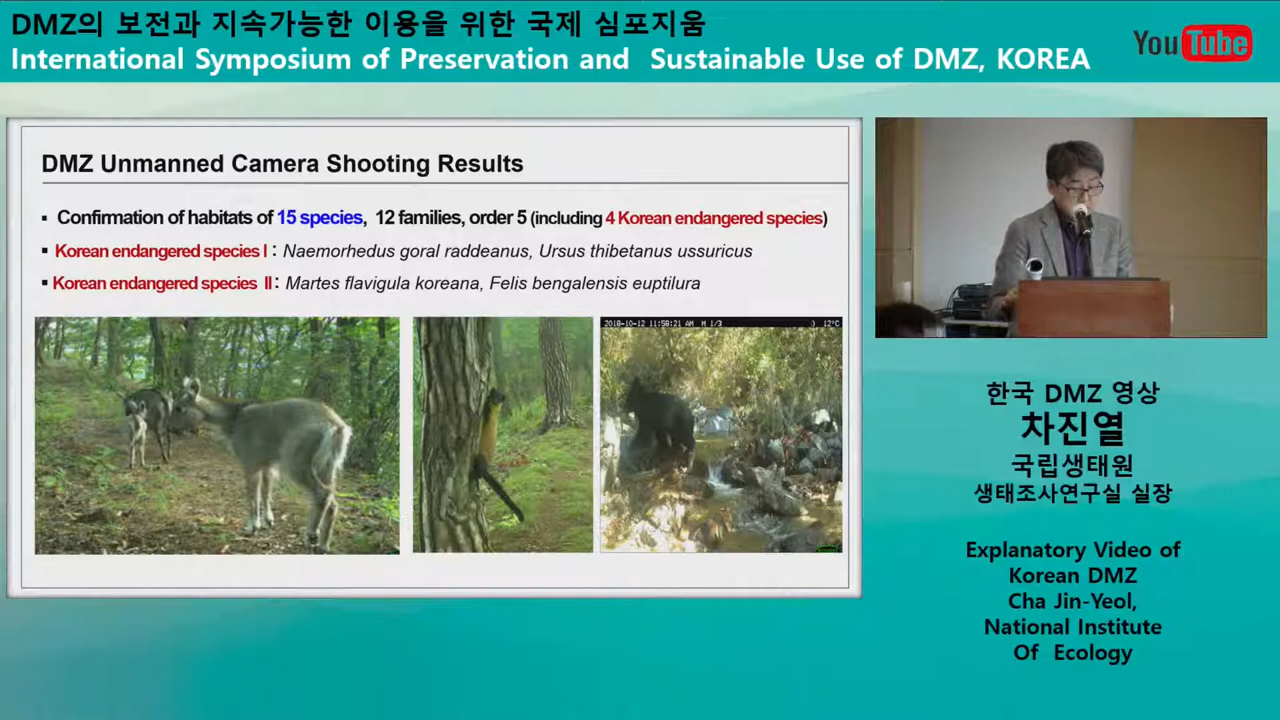 DMZ의 보전과 지속가능한 이용을 위한 국제 심포지움
International Symposium of Preservation and Sustainable Use of DMZ, KOREA
YouTube
DMZ Unmanned Camera Shooting Results
▪ Confirmation of habitats of 15 species, 12 families, order 5 (including 4 Korean endangered species)
▪ Korean endangered species Ⅰ : Naemorhedus goral raddeanus, Ursus thibetanus ussuricus
▪ Korean endangered species Ⅱ : Martes flavigula koreana, Felis bengalensis euptilura
2018-10-12 11:58:21 AM M 1/3 12°C
한국 DMZ 영상
차진열
국립생태원
생태조사연구실 실장
Explanatory Video of
Korean DMZ
Cha Jin-Yeol,
National Institute
Of Ecology